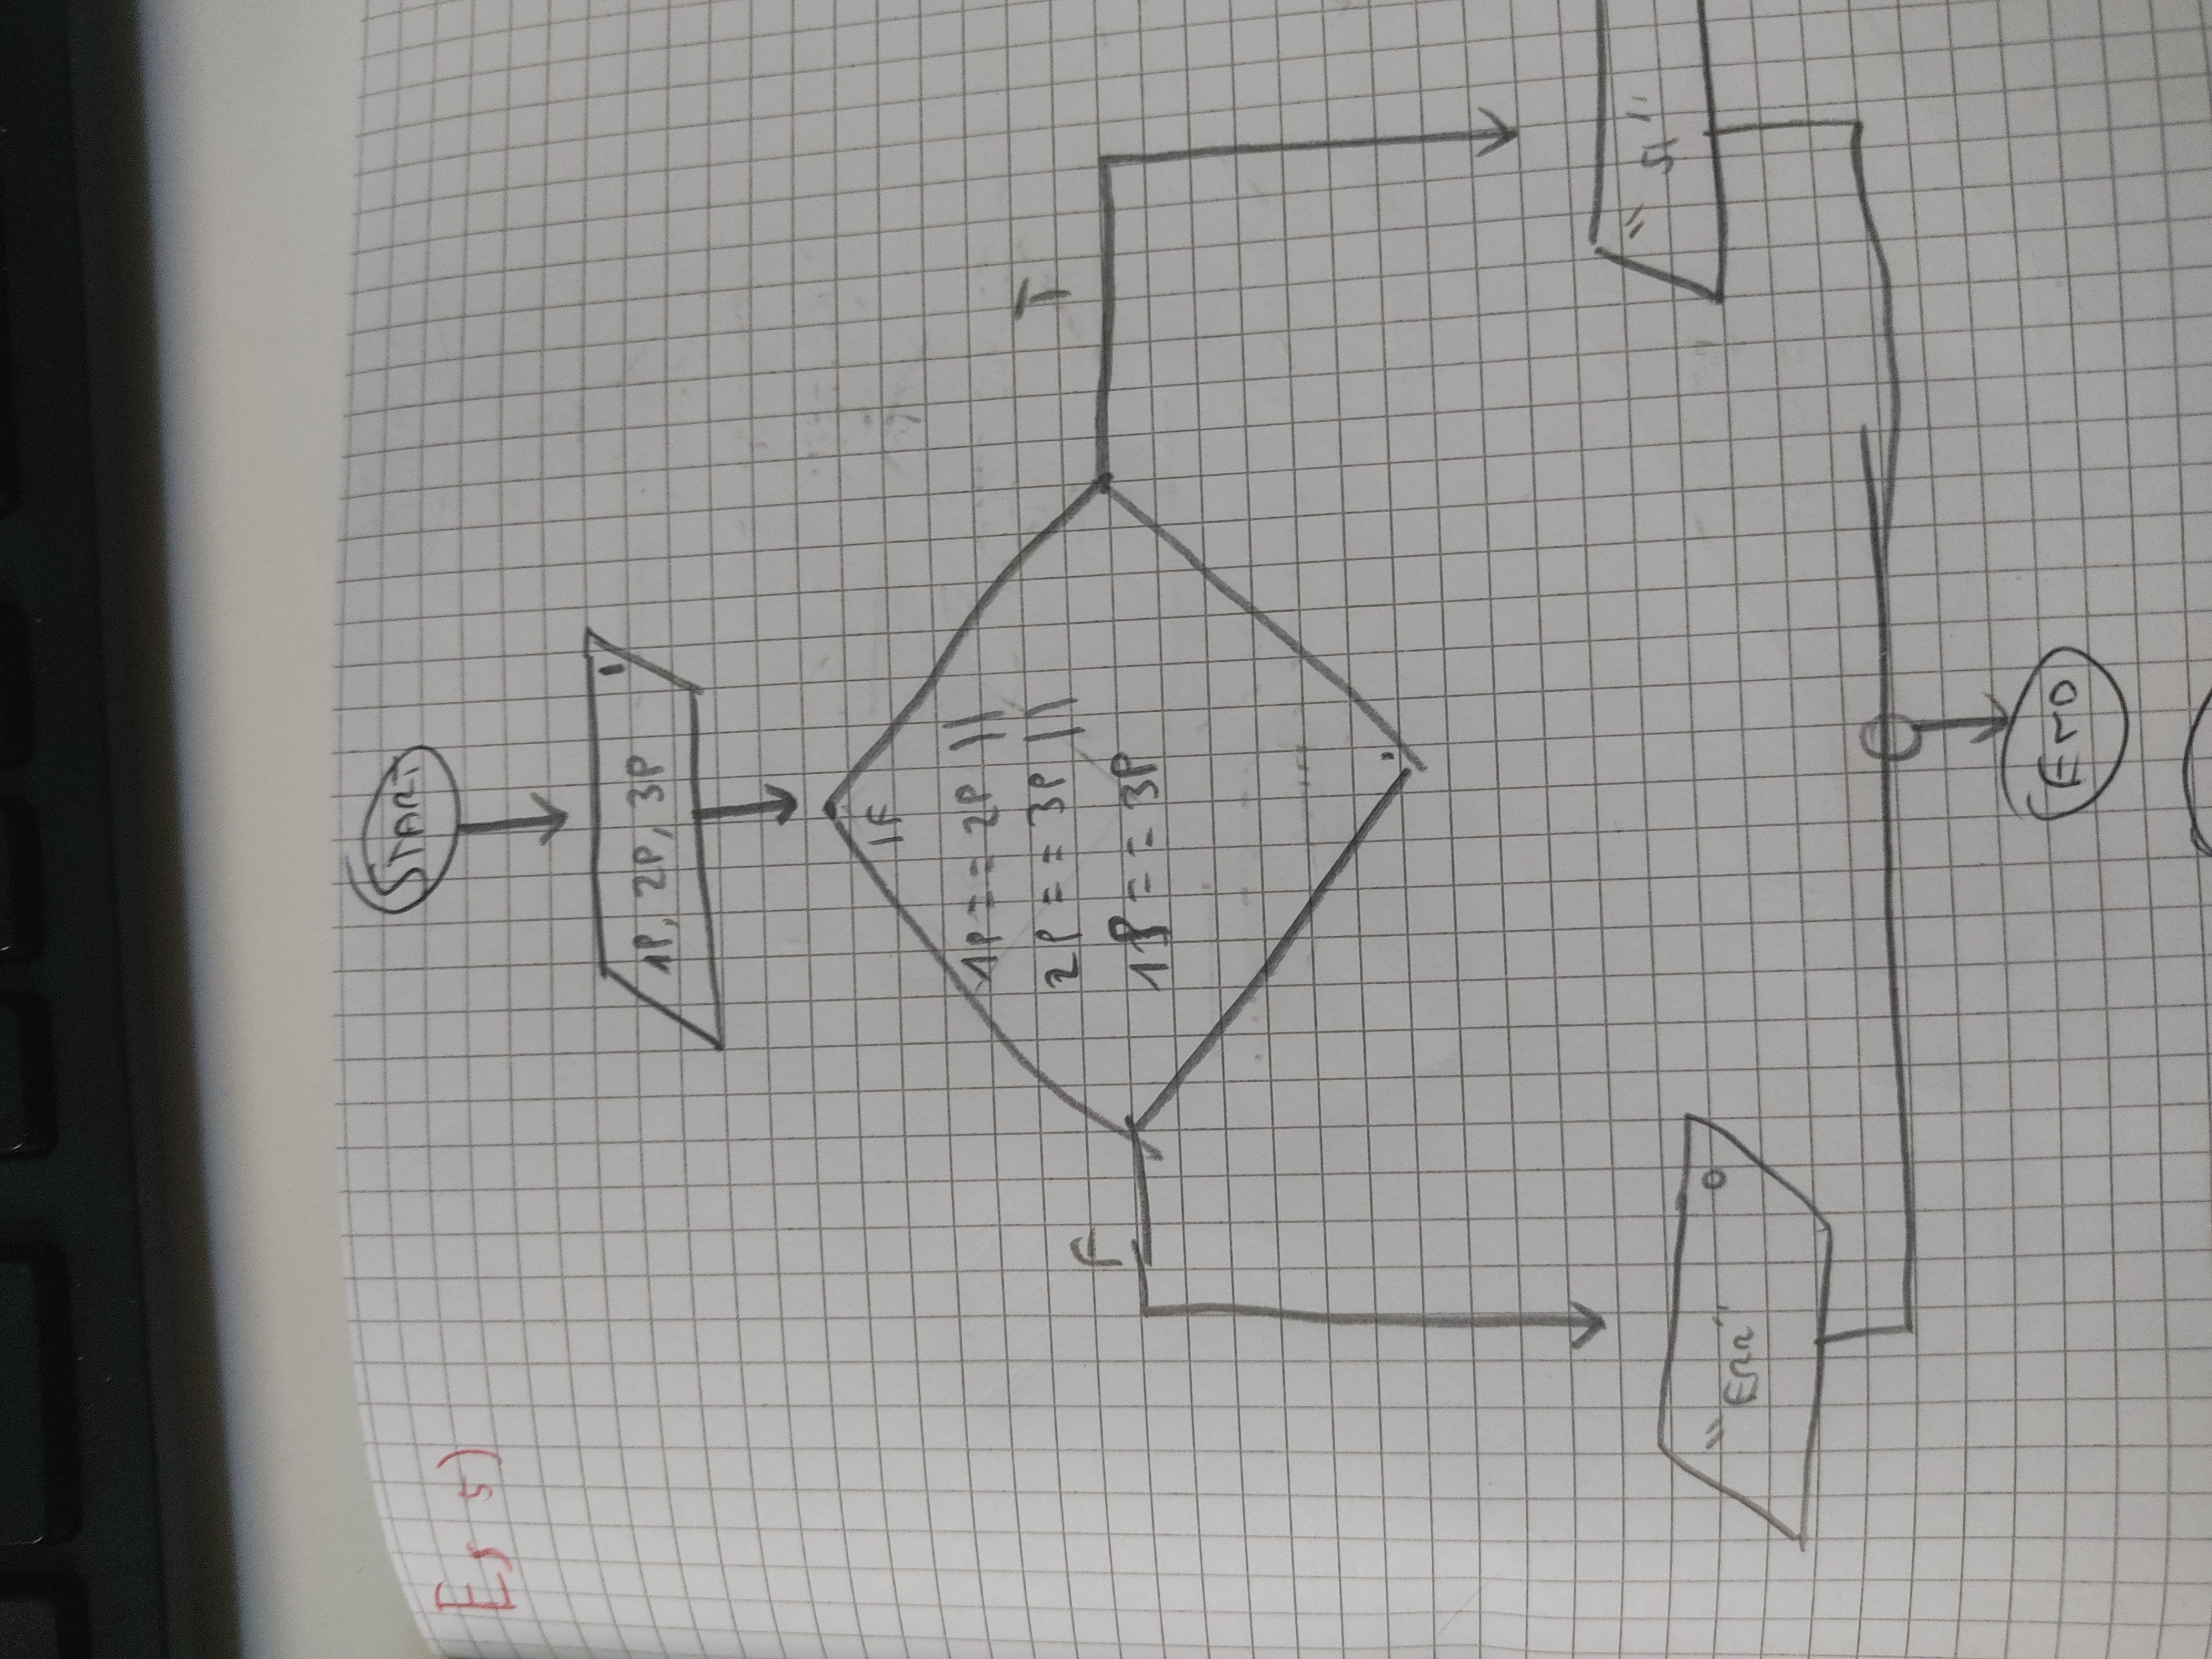 Es 5)
START
1P, 2P, 3P I
IF
1P == 2P ||
2P == 3P ||
1P == 3P
F
T
"Err" O
"Si"
END